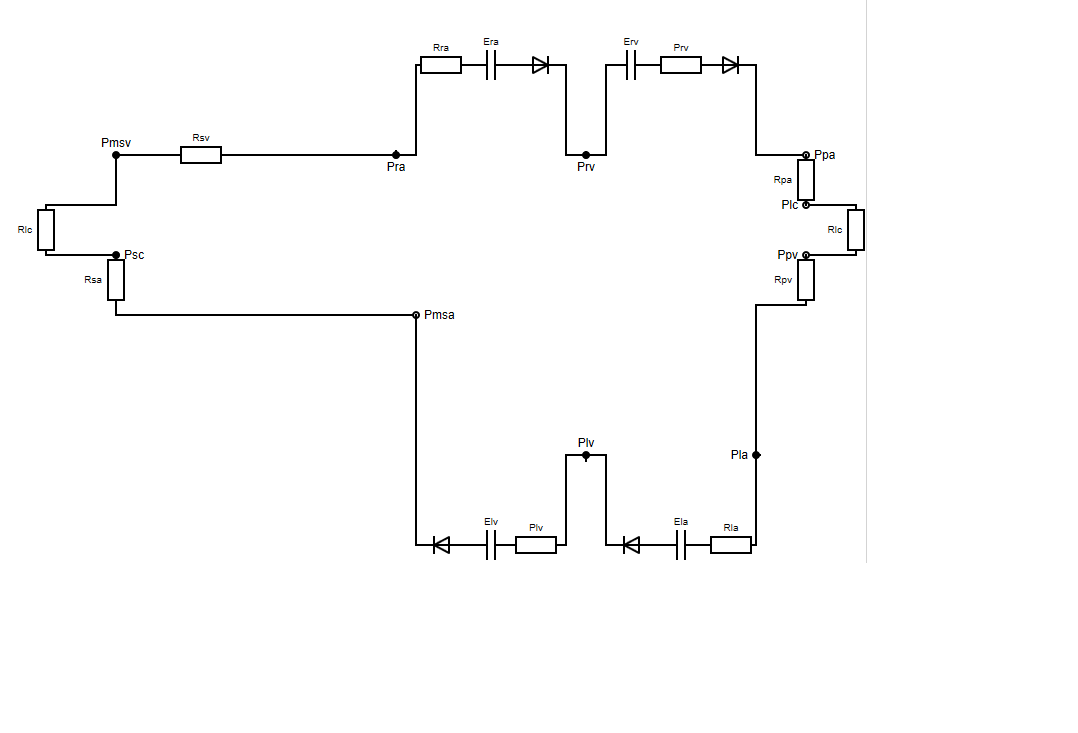 Era
Erv
Rra
Prv
Rsv
Pmsv
Pra
Prv
Ppa
Rpa
Plc
Rlc
Rlc
Psc
Ppv
Rsa
Rpv
Pmsa
Plv
Pla
Elv
Plv
Ela
Rla